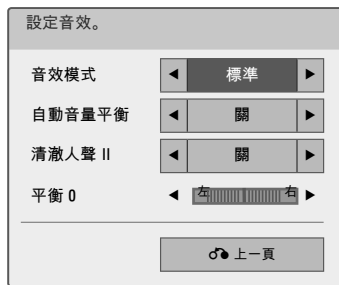 設定音效。
音效模式 ◀ 標準 ▶
自動音量平衡 ◀ 關 ▶
清澈人聲 II ◀ 關 ▶
平衡 0 ◀ 左 右 ▶
上一頁